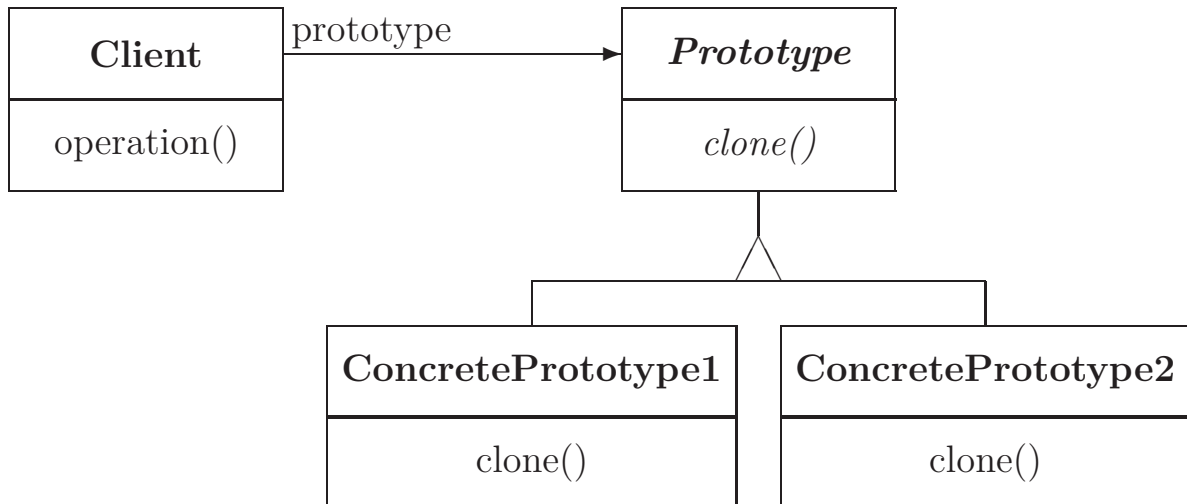 Client
operation()
prototype
Prototype
clone()
ConcretePrototype1
clone()
ConcretePrototype2
clone()